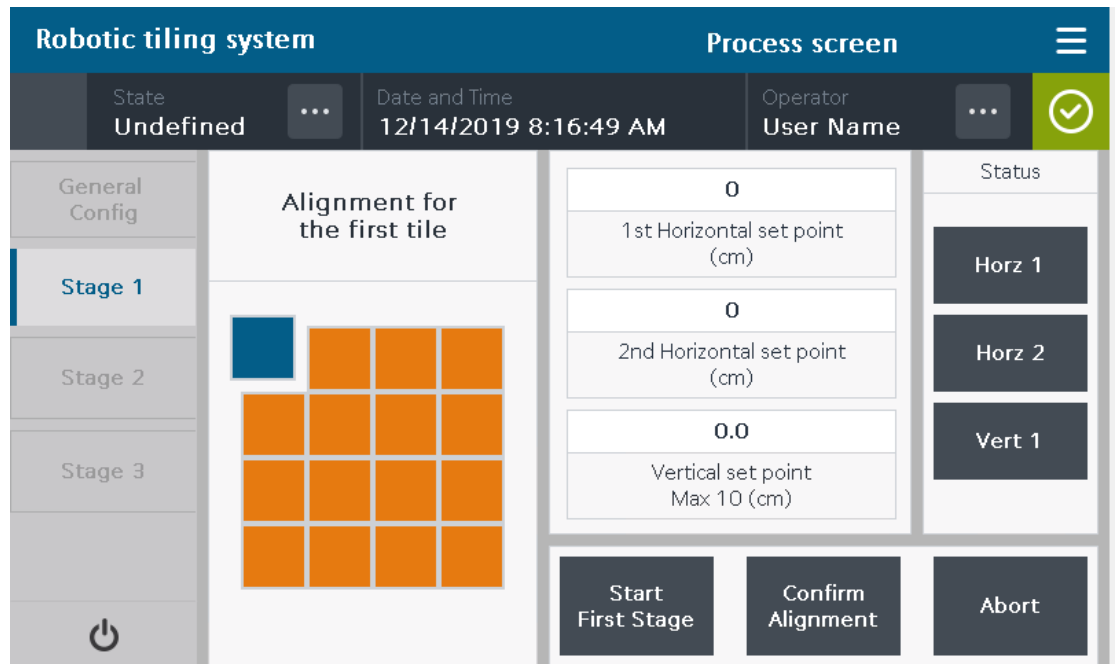 Robotic tiling system
Process screen
State
Undefined
Date and Time
12/14/2019 8:16:49 AM
Operator
User Name
General
Config
Stage 1
Stage 2
Stage 3
Alignment for
the first tile
0
1st Horizontal set point
(cm)
0
2nd Horizontal set point
(cm)
0.0
Vertical set point
Max 10 (cm)
Status
Horz 1
Horz 2
Vert 1
Start
First Stage
Confirm
Alignment
Abort